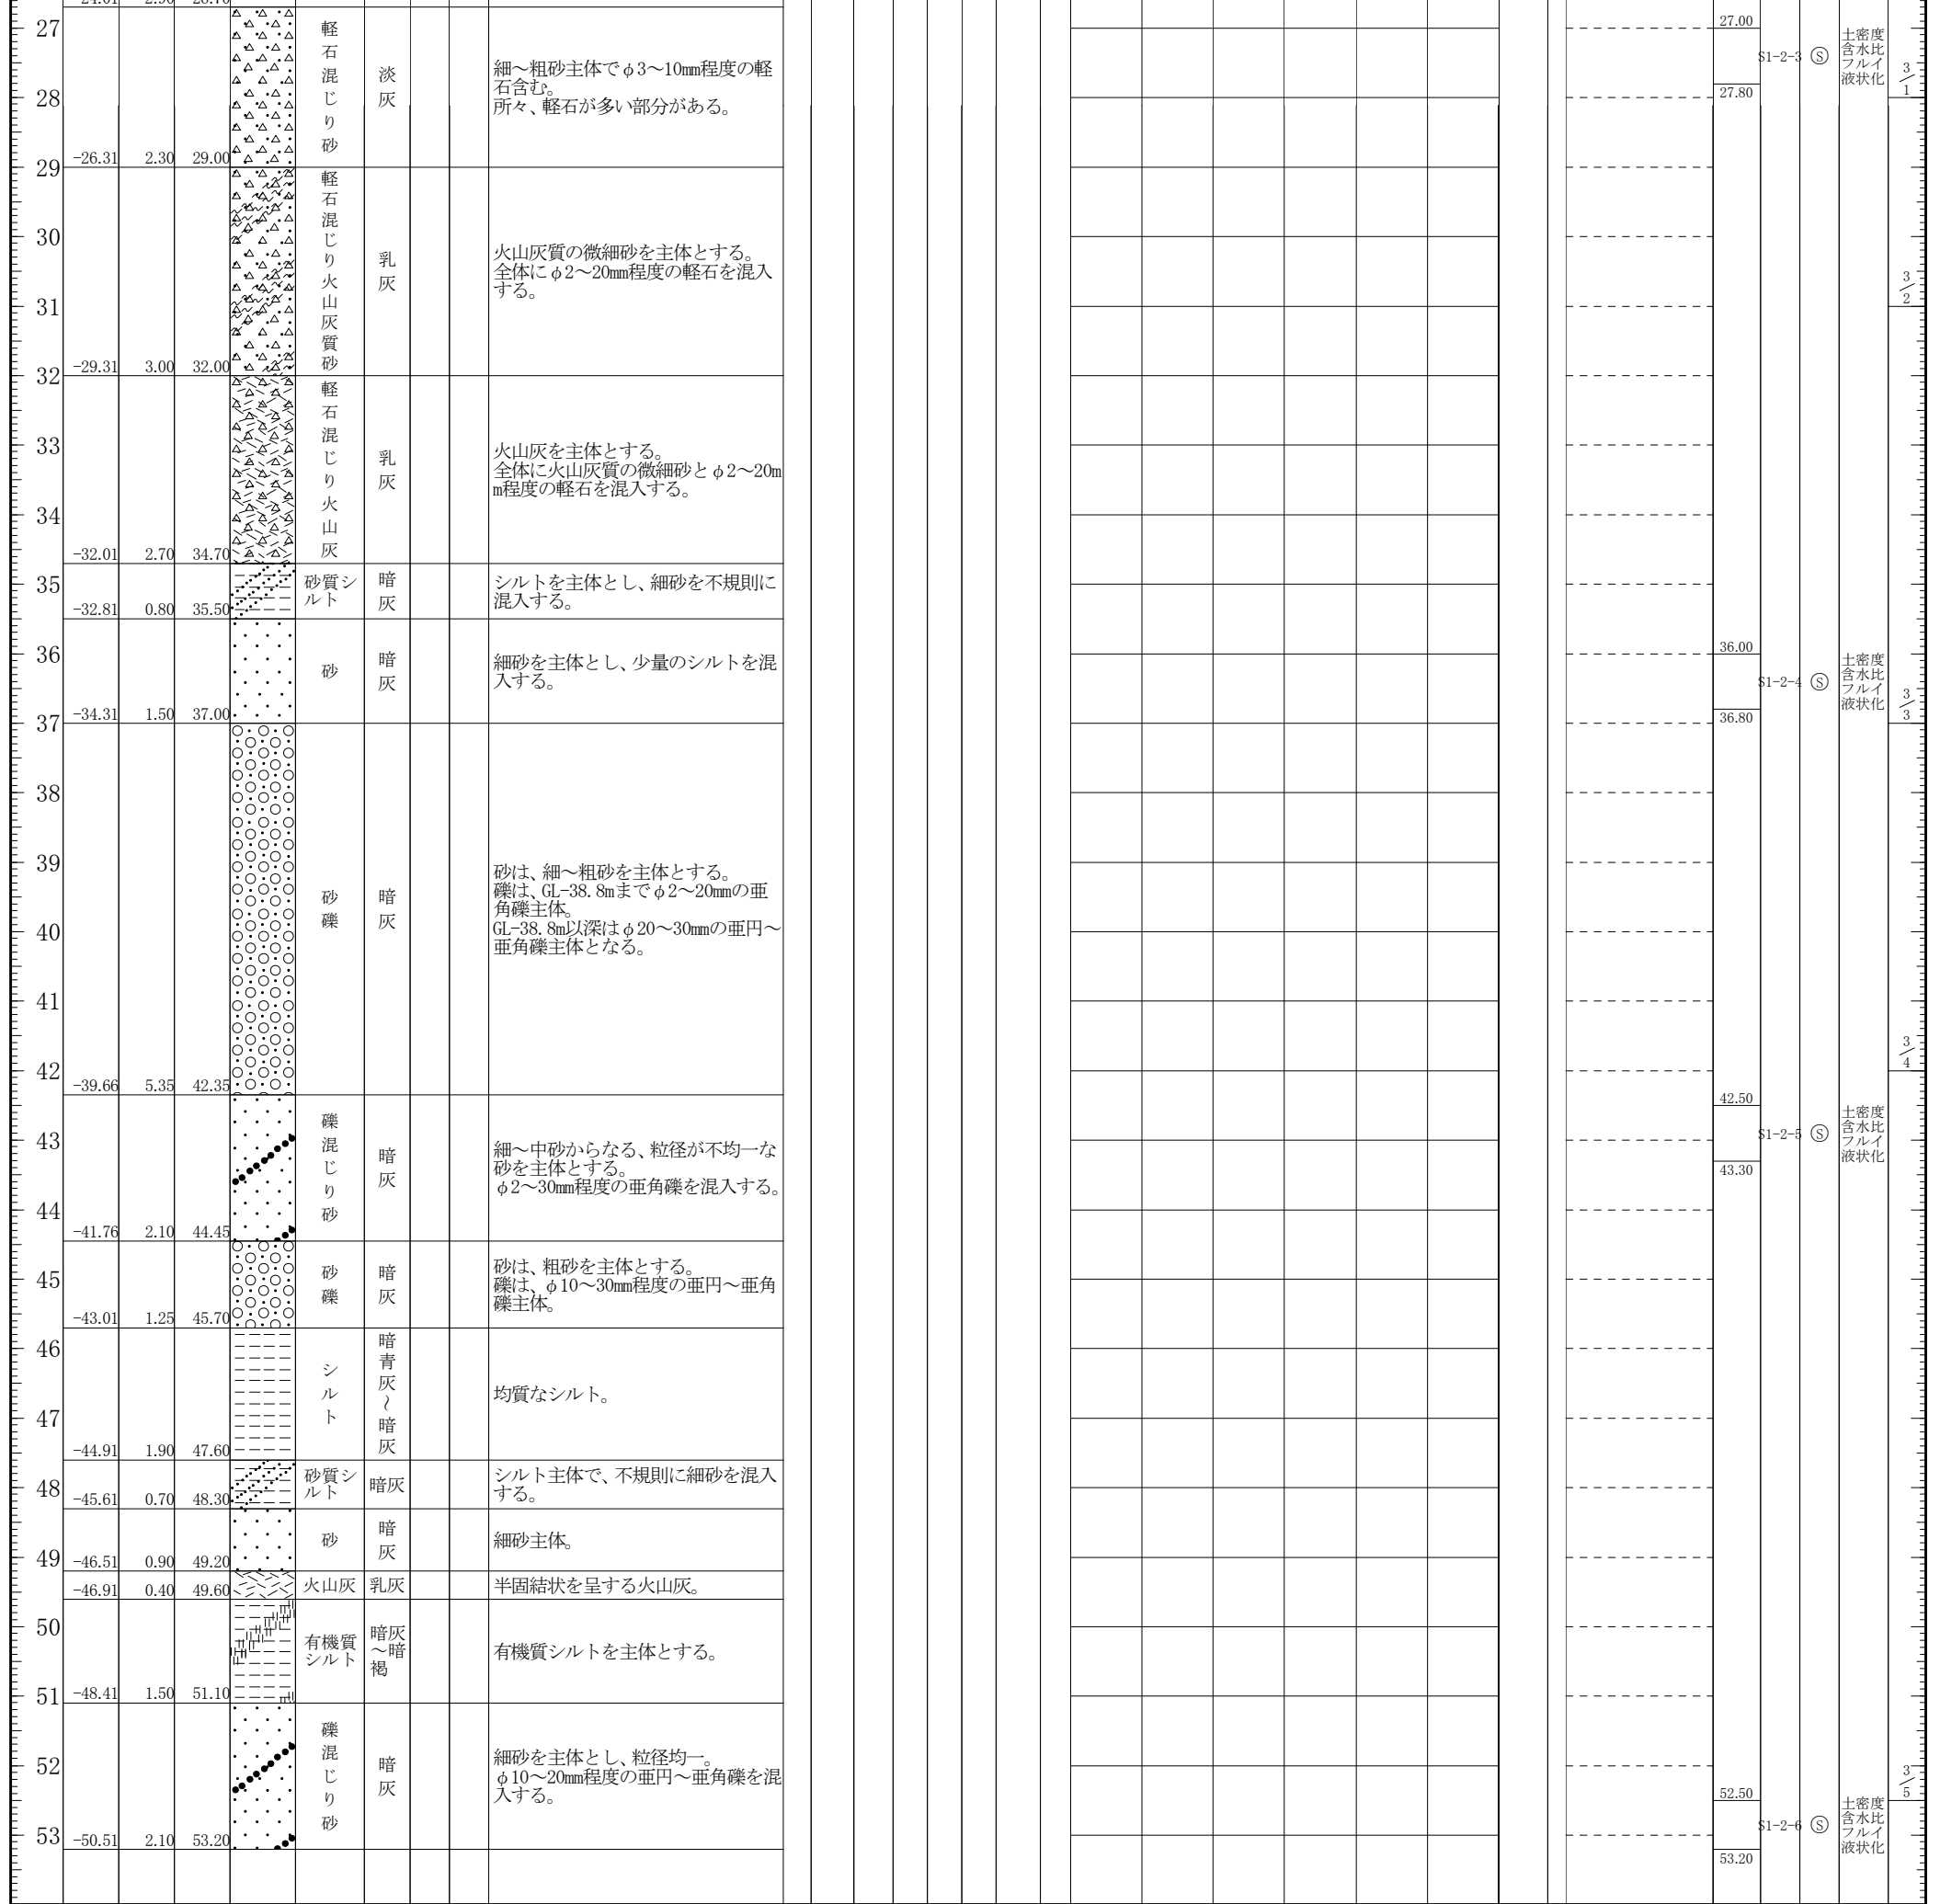 27
28
29
-26.31 2.30 29.00
軽石混じり砂
淡灰
細～粗砂主体でφ3～10mm程度の軽
石含む。
所々、軽石が多い部分がある。
27.00
27.80
S1-2-3 Ⓢ
土密度
含水比
フルイ
液状化
3/1
30
31
32
-29.31 3.00 32.00
軽石混じり火山灰質砂
乳灰
火山灰質の微細砂を主体とする。
全体にφ2～20mm程度の軽石を混入
する。
3/2
33
34
-32.01 2.70 34.70
軽石混じり火山灰
乳灰
火山灰を主体とする。
全体に火山灰質の微細砂とφ2～20m
m程度の軽石を混入する。
35
-32.81 0.80 35.50
砂質シ
ルト
暗灰
シルトを主体とし、細砂を不規則に
混入する。
36
37
-34.31 1.50 37.00
砂
暗灰
細砂を主体とし、少量のシルトを混
入する。
36.00
36.80
S1-2-4 Ⓢ
土密度
含水比
フルイ
液状化
3/3
38
39
40
41
42
-39.66 5.35 42.35
砂礫
暗灰
砂は、細～粗砂を主体とする。
礫は、GL-38.8mまでφ2～20mmの亜
角礫主体。
GL-38.8m以深はφ20～30mmの亜円～
亜角礫主体となる。
3/4
43
44
-41.76 2.10 44.45
礫混じり砂
暗灰
細～中砂からなる、粒径が不均一な
砂を主体とする。
φ2～30mm程度の亜角礫を混入する。
42.50
43.30
S1-2-5 Ⓢ
土密度
含水比
フルイ
液状化
45
-43.01 1.25 45.70
砂礫
暗灰
砂は、粗砂を主体とする。
礫は、φ10～30mm程度の亜円～亜角
礫主体。
46
47
-44.91 1.90 47.60
シルト
暗青灰～暗灰
均質なシルト。
48
-45.61 0.70 48.30
砂質シ
ルト
暗灰
シルト主体で、不規則に細砂を混入
する。
49
-46.51 0.90 49.20
砂
暗灰
細砂主体。
-46.91 0.40 49.60
火山灰
乳灰
半固結状を呈する火山灰。
50
51
-48.41 1.50 51.10
有機質
シルト
暗灰
～暗
褐
有機質シルトを主体とする。
52
53
-50.51 2.10 53.20
礫混じり砂
暗灰
細砂を主体とし、粒径均一。
φ10～20mm程度の亜円～亜角礫を混
入する。
52.50
53.20
S1-2-6 Ⓢ
土密度
含水比
フルイ
液状化
3/5